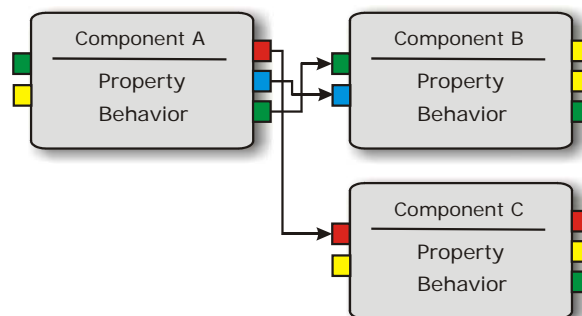 Component A
Property
Behavior
Component B
Property
Behavior
Component C
Property
Behavior